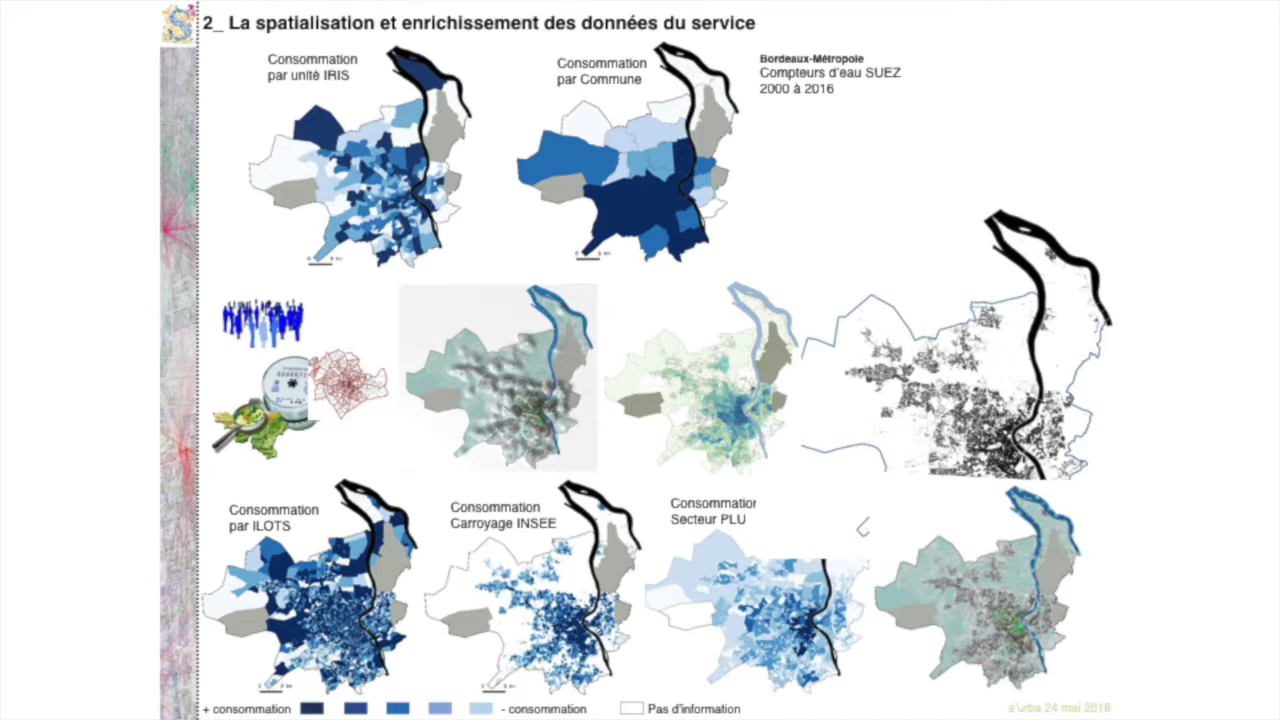 2_ La spatialisation et enrichissement des données du service
Consommation
par unité IRIS
Consommation
par Commune
Bordeaux-Métropole
Compteurs d'eau SUEZ
2000 à 2016
Consommation
par ILOTS
Consommation
Carroyage INSEE
Consommation
Secteur PLU
+ consommation
- consommation
Pas d'information
a'urba 24 mai 2018